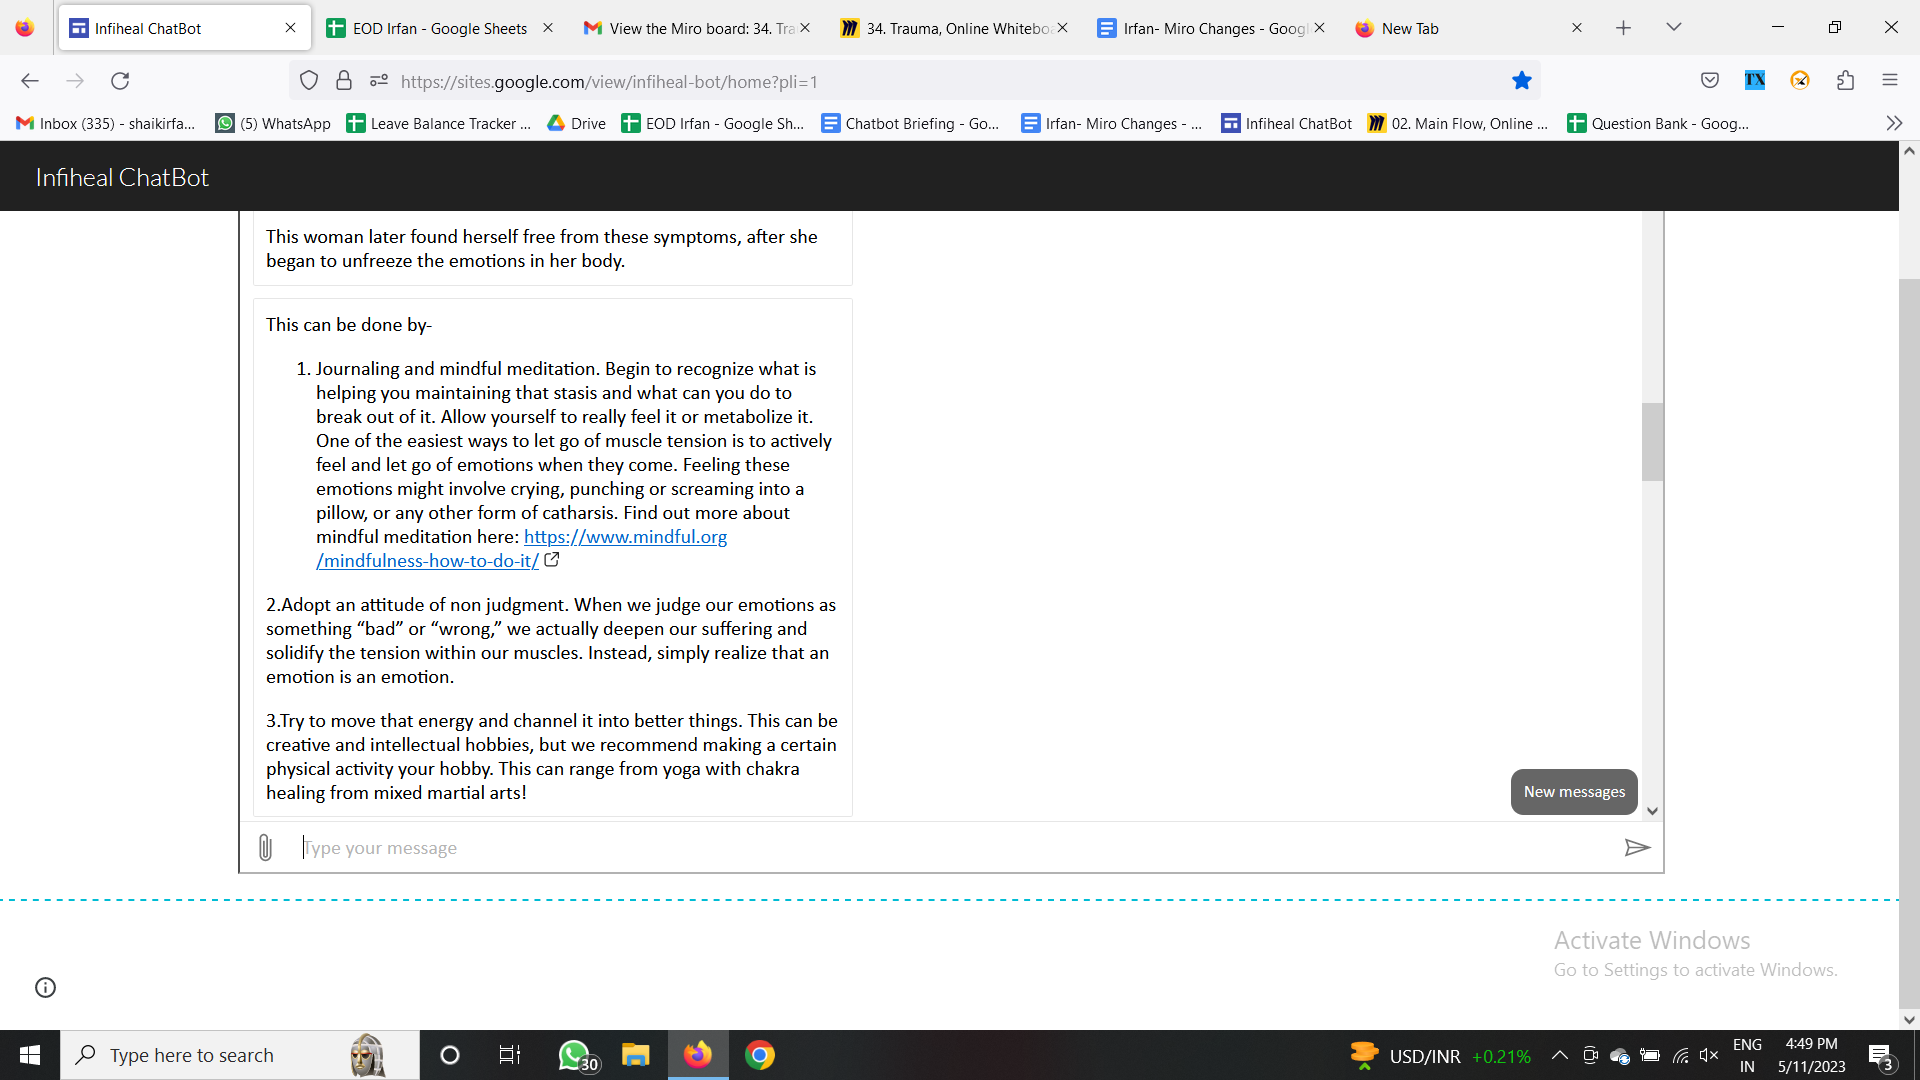 Infiheal ChatBot
EOD Irfan - Google Sheets
View the Miro board: 34. Tra
34. Trauma, Online Whiteboa
Irfan- Miro Changes - Googl
New Tab
https://sites.google.com/view/infiheal-bot/home?pli=1
TX
Inbox (335) - shaikirfa...
(5) WhatsApp
Leave Balance Tracker ...
Drive
EOD Irfan - Google Sh...
Chatbot Briefing - Go...
Irfan- Miro Changes - ...
Infiheal ChatBot
02. Main Flow, Online ...
Question Bank - Goog...
Infiheal ChatBot
This woman later found herself free from these symptoms, after she
began to unfreeze the emotions in her body.
This can be done by-
1. Journaling and mindful meditation. Begin to recognize what is
helping you maintaining that stasis and what can you do to
break out of it. Allow yourself to really feel it or metabolize it.
One of the easiest ways to let go of muscle tension is to actively
feel and let go of emotions when they come. Feeling these
emotions might involve crying, punching or screaming into a
pillow, or any other form of catharsis. Find out more about
mindful meditation here: https://www.mindful.org
/mindfulness-how-to-do-it/
2.Adopt an attitude of non judgment. When we judge our emotions as
something “bad” or “wrong,” we actually deepen our suffering and
solidify the tension within our muscles. Instead, simply realize that an
emotion is an emotion.
3.Try to move that energy and channel it into better things. This can be
creative and intellectual hobbies, but we recommend making a certain
physical activity your hobby. This can range from yoga with chakra
healing from mixed martial arts!
New messages
Type your message
Activate Windows
Go to Settings to activate Windows.
Type here to search
30
USD/INR +0.21%
ENG
IN
4:49 PM
5/11/2023
3